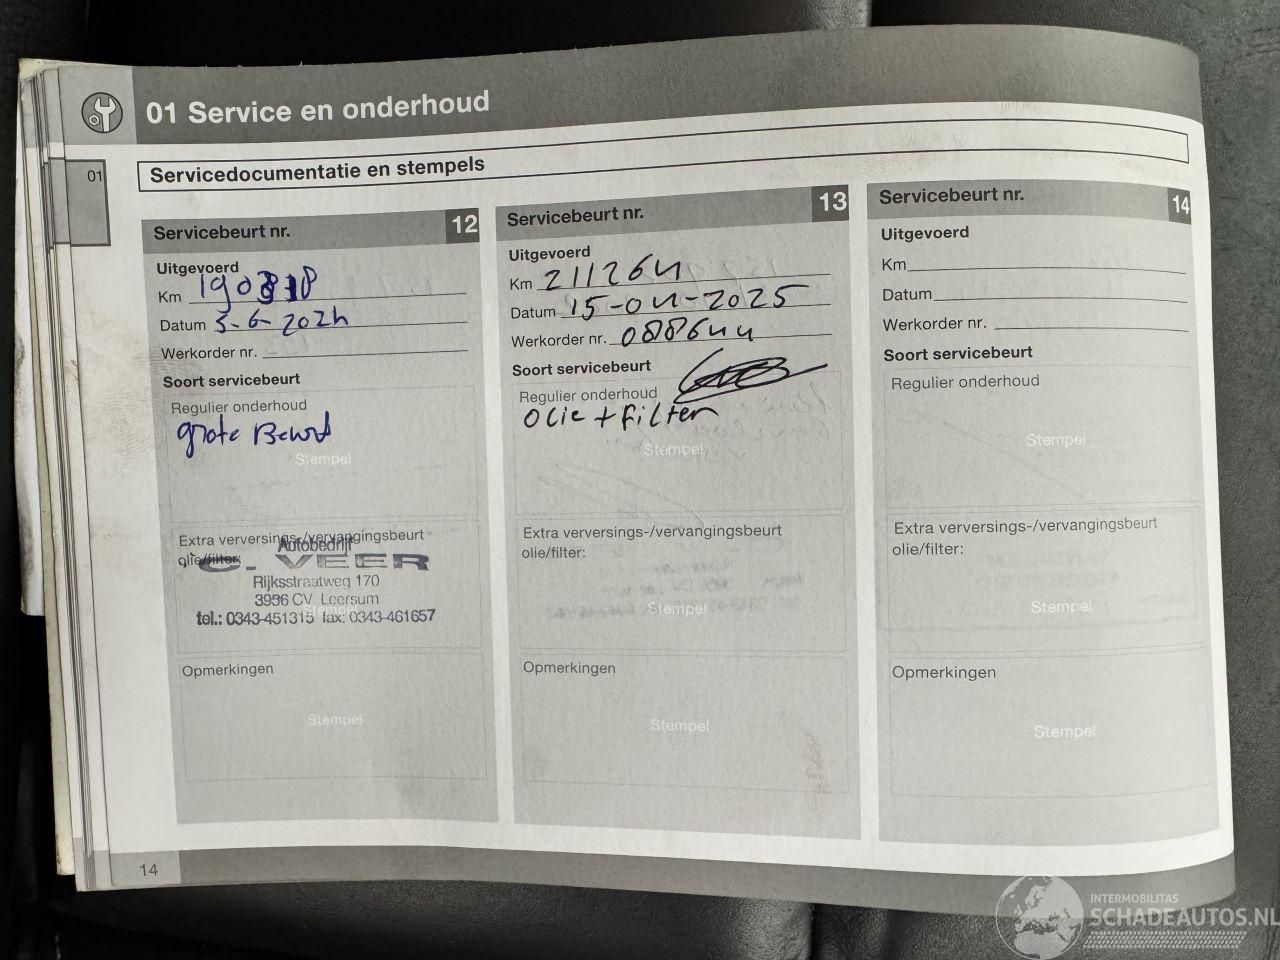 01 Service en onderhoud
01
Servicedocumentatie en stempels
Servicebeurt nr. 12
Uitgevoerd
Km
Datum 3-6-2024
Werkorder nr.
Soort servicebeurt
Regulier onderhoud
grote Beurt
Stempel
Extra verversings-/vervangingsbeurt
olie/filter:
Autobedrijf
C. VEER
Rijksstraatweg 170
3956 CV Leersum
Stempel
tel.: 0343-451315 fax: 0343-461657
Opmerkingen
Stempel
Servicebeurt nr. 13
Uitgevoerd
Km 211264
Datum 15-04-2025
Werkorder nr. 0886444
Soort servicebeurt
Regulier onderhoud
olie + filter
Stempel
Extra verversings-/vervangingsbeurt
olie/filter:
Stempel
Opmerkingen
Stempel
Servicebeurt nr. 14
Uitgevoerd
Km
Datum
Werkorder nr.
Soort servicebeurt
Regulier onderhoud
Stempel
Extra verversings-/vervangingsbeurt
olie/filter:
Stempel
Opmerkingen
Stempel
14
INTERMOBILITAS
SCHADEAUTOS.NL